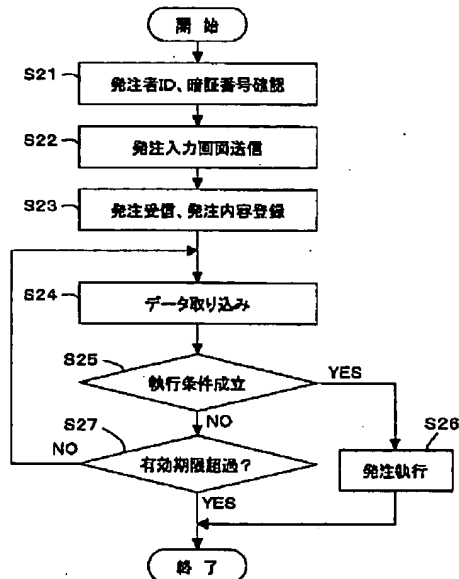 開 始
S21
発注者ID、暗証番号確認
S22
発注入力画面送信
S23
発注受信、発注内容登録
S24
データ取り込み
S25
執行条件成立
YES
NO
S27
有効期限超過?
NO
YES
S26
発注執行
終 了